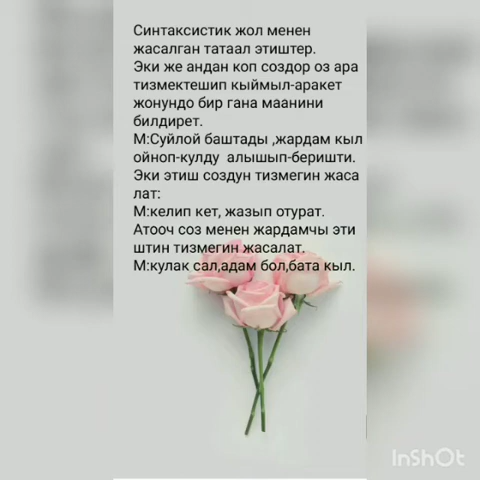 Синтаксистик жол менен
жасалган татаал этиштер.
Эки же андан коп создор оз ара
тизмектешип кыймыл-аракет
жонундо бир гана маанини
билдирет.
М:Суйлой баштады ,жардам кыл
ойноп-кулду алышып-беришти.
Эки этиш создун тизмегин жаса
лат:
М:келип кет, жазып отурат.
Атооч соз менен жардамчы эти
штин тизмегин жасалат.
М:кулак сал,адам бол,бата кыл.
InShOt